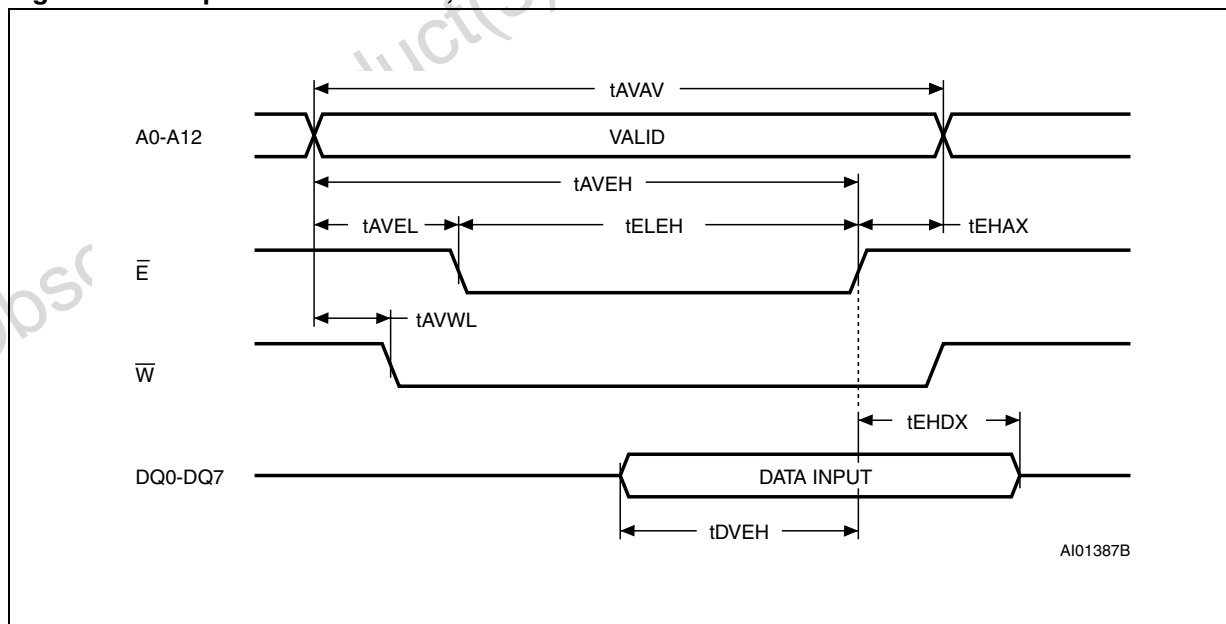 tAVAV
A0-A12
VALID
tAVEH
tAVEL
tELEH
tEHAX
E̅
tAVWL
W̅
tEHDX
DQ0-DQ7
DATA INPUT
tDVEH
AI01387B